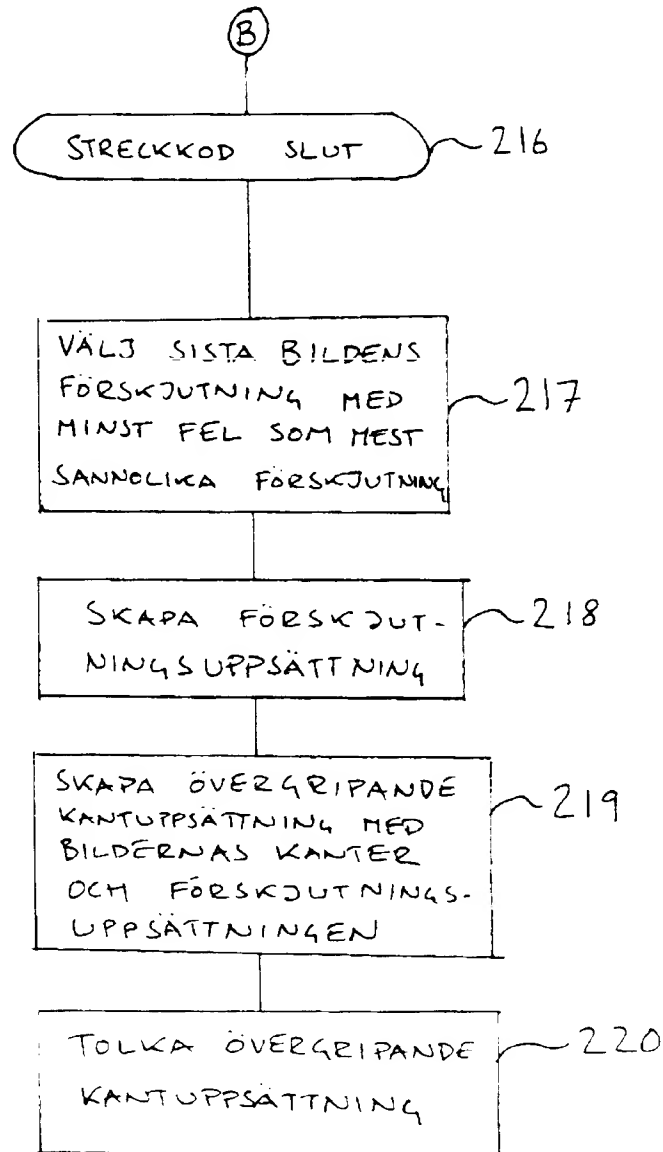 B
STRECKKOD SLUT
216
VÄLJ SISTA BILDENS
FÖRSKJUTNING MED
MINST FEL SOM MEST
SANNOLIKA FÖRSKJUTNING
217
SKAPA FÖRSKJUT-
NINGSUPPSÄTTNING
218
SKAPA ÖVERGRIPANDE
KANTUPPSÄTTNING MED
BILDERNAS KANTER
OCH FÖRSKJUTNINGS-
UPPSÄTTNINGEN
219
TOLKA ÖVERGRIPANDE
KANTUPPSÄTTNING
220